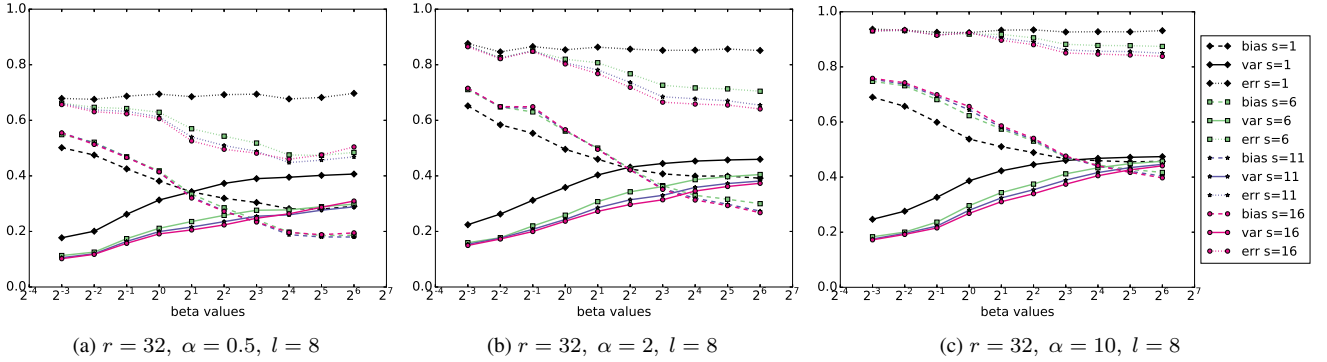 1.0
0.8
0.6
0.4
0.2
0.0
2^-4 2^-3 2^-2 2^-1 2^0 2^1 2^2 2^3 2^4 2^5 2^6 2^7
beta values
(a) r = 32, α = 0.5, l = 8
1.0
0.8
0.6
0.4
0.2
0.0
2^-4 2^-3 2^-2 2^-1 2^0 2^1 2^2 2^3 2^4 2^5 2^6 2^7
beta values
(b) r = 32, α = 2, l = 8
1.0
0.8
0.6
0.4
0.2
0.0
2^-4 2^-3 2^-2 2^-1 2^0 2^1 2^2 2^3 2^4 2^5 2^6 2^7
beta values
(c) r = 32, α = 10, l = 8
bias s=1
var s=1
err s=1
bias s=6
var s=6
err s=6
bias s=11
var s=11
err s=11
bias s=16
var s=16
err s=16